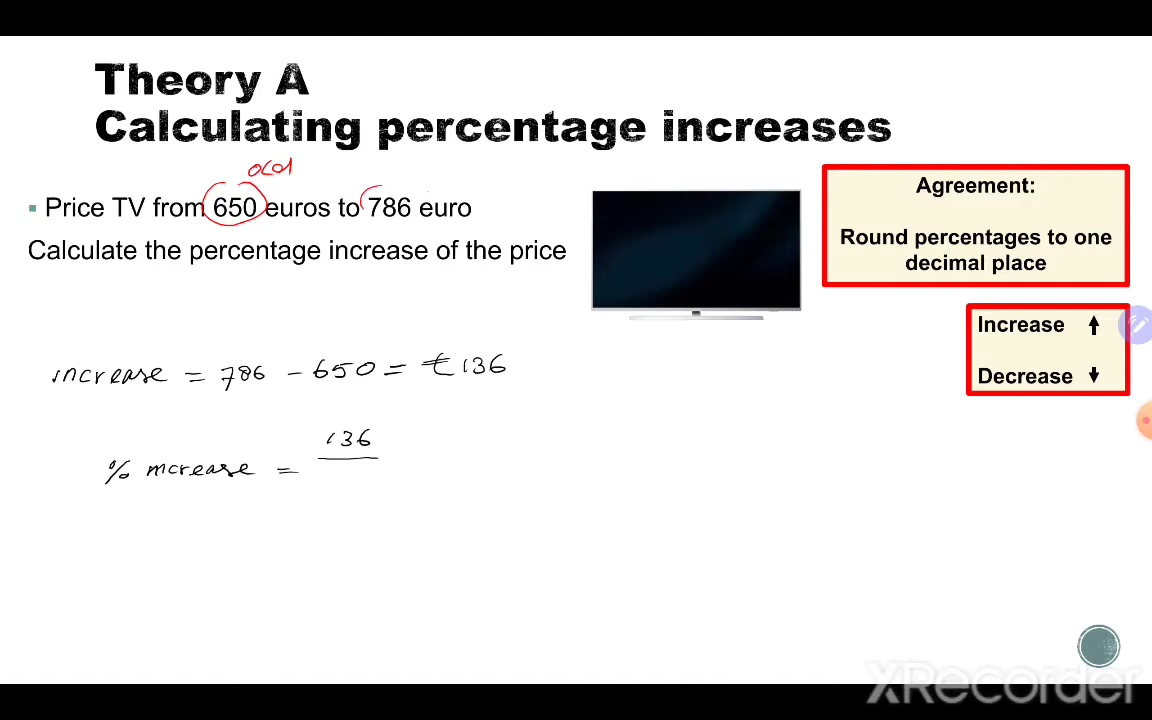 Theory A
Calculating percentage increases
Price TV from 650 euros to 786 euro
Calculate the percentage increase of the price
Agreement:
Round percentages to one
decimal place
Increase
Decrease
increase = 786 - 650 = € 136
136
% increase =
XRecorder